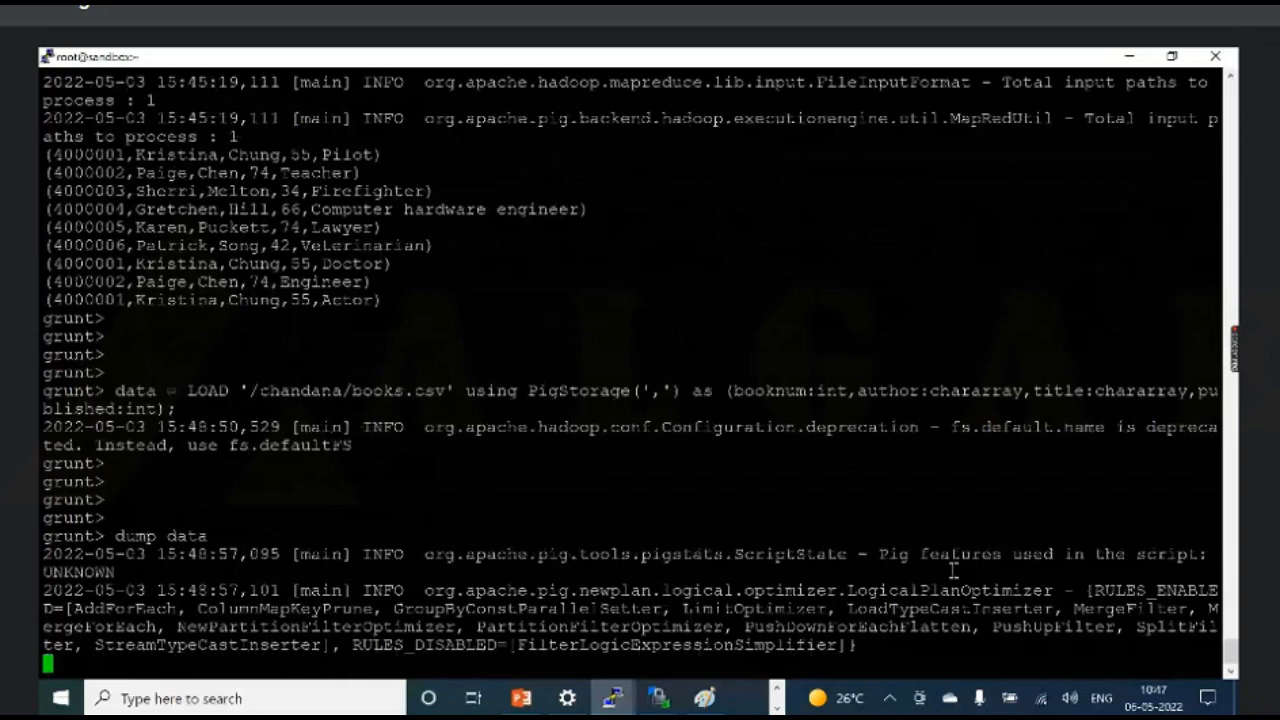 root@sandbox:~
2022-05-03 15:45:19,111 [main] INFO  org.apache.hadoop.mapreduce.lib.input.FileInputFormat - Total input paths to
process : 1
2022-05-03 15:45:19,111 [main] INFO  org.apache.pig.backend.hadoop.executionengine.util.MapRedUtil - Total input p
aths to process : 1
(4000001,Kristina,Chung,55,Pilot)
(4000002,Paige,Chen,74,Teacher)
(4000003,Sherri,Melton,34,Firefighter)
(4000004,Gretchen,Hill,66,Computer hardware engineer)
(4000005,Karen,Puckett,74,Lawyer)
(4000006,Patrick,Song,42,Veterinarian)
(4000001,Kristina,Chung,55,Doctor)
(4000002,Paige,Chen,74,Engineer)
(4000001,Kristina,Chung,55,Actor)
grunt>
grunt>
grunt>
grunt>
grunt> data = LOAD '/chandana/books.csv' using PigStorage(',') as (booknum:int,author:chararray,title:chararray,pu
blished:int);
2022-05-03 15:48:50,529 [main] INFO  org.apache.hadoop.conf.Configuration.deprecation - fs.default.name is depreca
ted. Instead, use fs.defaultFS
grunt>
grunt>
grunt>
grunt>
grunt> dump data
2022-05-03 15:48:57,095 [main] INFO  org.apache.pig.tools.pigstats.ScriptState - Pig features used in the script:
UNKNOWN
2022-05-03 15:48:57,101 [main] INFO  org.apache.pig.newplan.logical.optimizer.LogicalPlanOptimizer - {RULES_ENABLE
D=[AddForEach, ColumnMapKeyPrune, GroupByConstParallelSetter, LimitOptimizer, LoadTypeCastInserter, MergeFilter, M
ergeForEach, NewPartitionFilterOptimizer, PartitionFilterOptimizer, PushDownForEachFlatten, PushUpFilter, SplitFil
ter, StreamTypeCastInserter], RULES_DISABLED=[FilterLogicExpressionSimplifier]}
Type here to search
26°C
ENG
10:47
06-05-2022